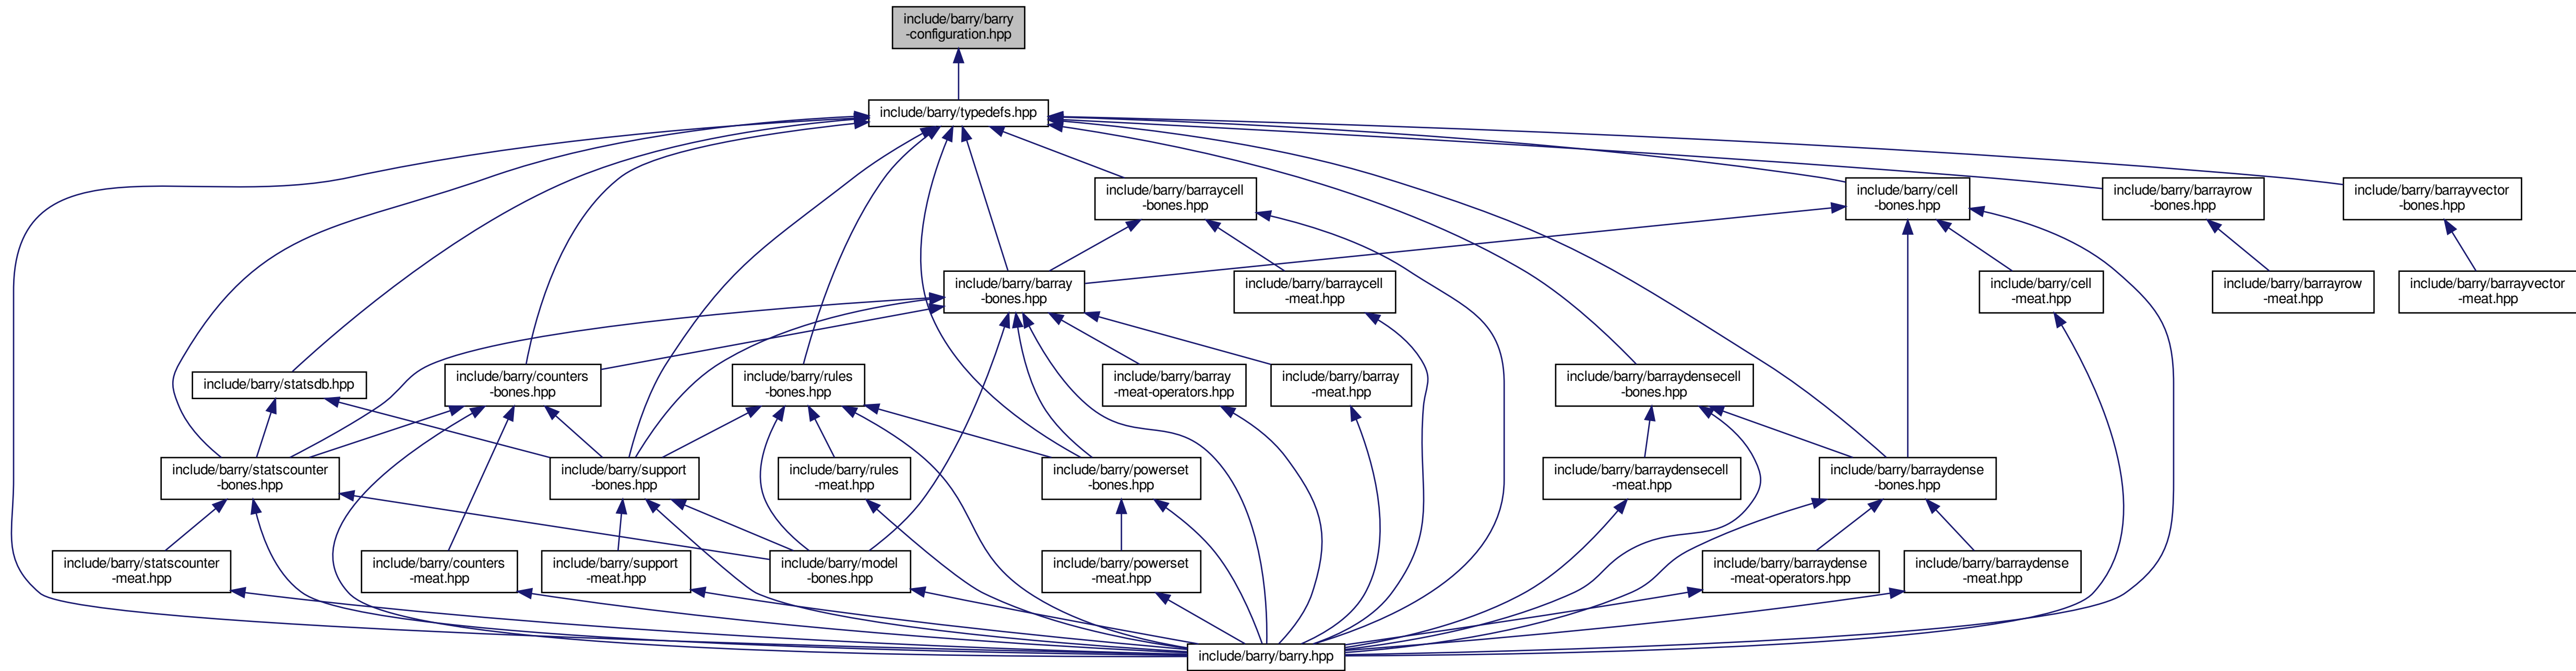 include/barry/barry
-configuration.hpp
include/barry/typedefs.hpp
include/barry/barraycell
-bones.hpp
include/barry/cell
-bones.hpp
include/barry/barrayrow
-bones.hpp
include/barry/barrayvector
-bones.hpp
include/barry/barray
-bones.hpp
include/barry/barraycell
-meat.hpp
include/barry/cell
-meat.hpp
include/barry/barrayrow
-meat.hpp
include/barry/barrayvector
-meat.hpp
include/barry/statsdb.hpp
include/barry/counters
-bones.hpp
include/barry/rules
-bones.hpp
include/barry/barray
-meat-operators.hpp
include/barry/barray
-meat.hpp
include/barry/barraydensecell
-bones.hpp
include/barry/statscounter
-bones.hpp
include/barry/support
-bones.hpp
include/barry/rules
-meat.hpp
include/barry/powerset
-bones.hpp
include/barry/barraydensecell
-meat.hpp
include/barry/barraydense
-bones.hpp
include/barry/statscounter
-meat.hpp
include/barry/counters
-meat.hpp
include/barry/support
-meat.hpp
include/barry/model
-bones.hpp
include/barry/powerset
-meat.hpp
include/barry/barraydense
-meat-operators.hpp
include/barry/barraydense
-meat.hpp
include/barry/barry.hpp